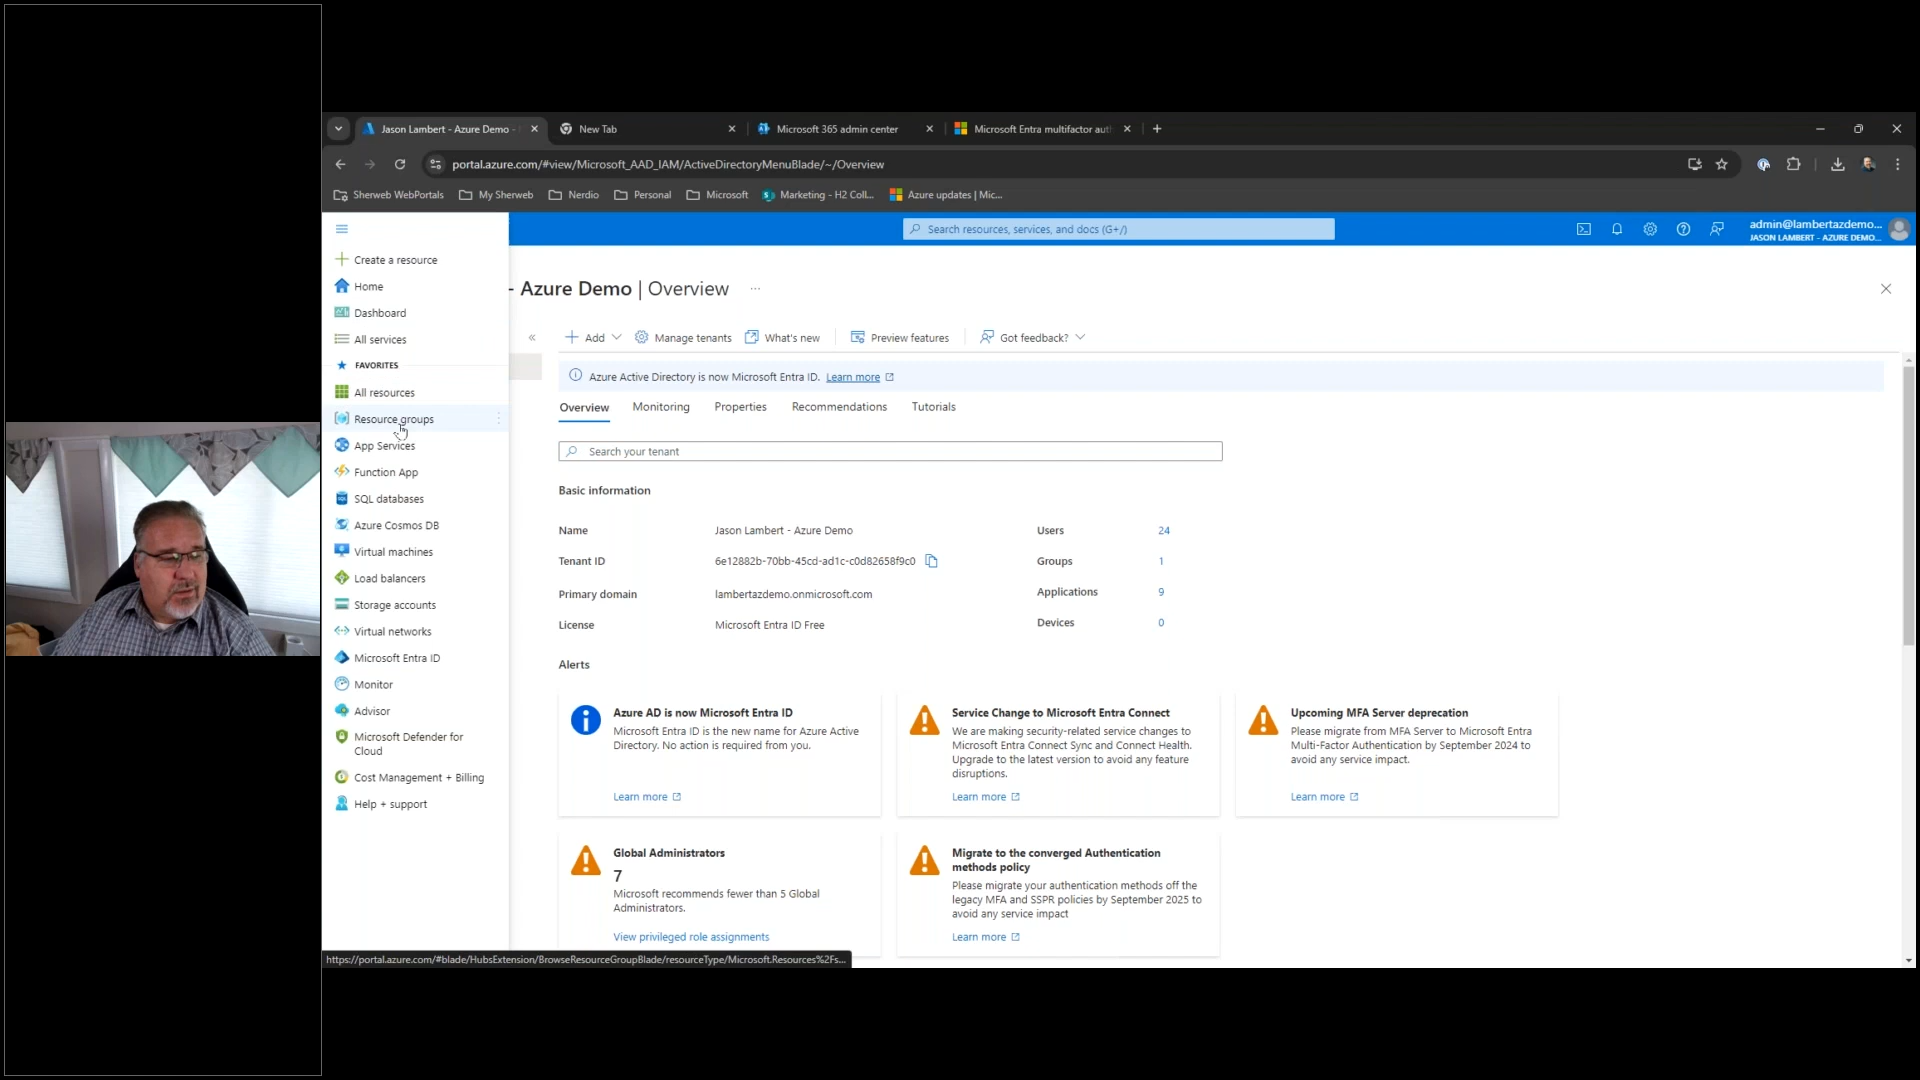 Jason Lambert - Azure Demo -
New Tab
Microsoft 365 admin center
Microsoft Entra multifactor aut
portal.azure.com/#view/Microsoft_AAD_IAM/ActiveDirectoryMenuBlade/~/Overview
Sherweb WebPortals
My Sherweb
Nerdio
Personal
Microsoft
Marketing - H2 Coll...
Azure updates | Mic...
Search resources, services, and docs (G+/)
admin@lambertazdemo...
JASON LAMBERT - AZURE DEMO...
Create a resource
Home
Dashboard
All services
FAVORITES
All resources
Resource groups
App Services
Function App
SQL databases
Azure Cosmos DB
Virtual machines
Load balancers
Storage accounts
Virtual networks
Microsoft Entra ID
Monitor
Advisor
Microsoft Defender for
Cloud
Cost Management + Billing
Help + support
- Azure Demo | Overview ...
Add
Manage tenants
What's new
Preview features
Got feedback?
Azure Active Directory is now Microsoft Entra ID. Learn more
Overview
Monitoring
Properties
Recommendations
Tutorials
Search your tenant
Basic information
Name
Jason Lambert - Azure Demo
Users
24
Tenant ID
6e12882b-70bb-45cd-ad1c-c0d82658f9c0
Groups
1
Primary domain
lambertazdemo.onmicrosoft.com
Applications
9
License
Microsoft Entra ID Free
Devices
0
Alerts
Azure AD is now Microsoft Entra ID
Microsoft Entra ID is the new name for Azure Active
Directory. No action is required from you.
Learn more
Service Change to Microsoft Entra Connect
We are making security-related service changes to
Microsoft Entra Connect Sync and Connect Health.
Upgrade to the latest version to avoid any feature
disruptions.
Learn more
Upcoming MFA Server deprecation
Please migrate from MFA Server to Microsoft Entra
Multi-Factor Authentication by September 2024 to
avoid any service impact.
Learn more
Global Administrators
7
Microsoft recommends fewer than 5 Global
Administrators.
View privileged role assignments
Migrate to the converged Authentication
methods policy
Please migrate your authentication methods off the
legacy MFA and SSPR policies by September 2025 to
avoid any service impact
Learn more
https://portal.azure.com/#blade/HubsExtension/BrowseResourceGroupBlade/resourceType/Microsoft.Resources%2Fs...